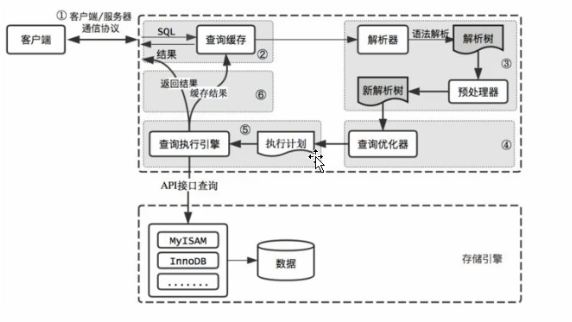 ① 客户端/服务器
通信协议
客户端
SQL
结果
查询缓存
②
解析器
语法解析
解析树
③
新解析树
预处理器
返回结果
缓存结果
⑥
查询执行引擎
⑤
执行计划
查询优化器
④
API接口查询
MyISAM
InnoDB
.......
数据
存储引擎